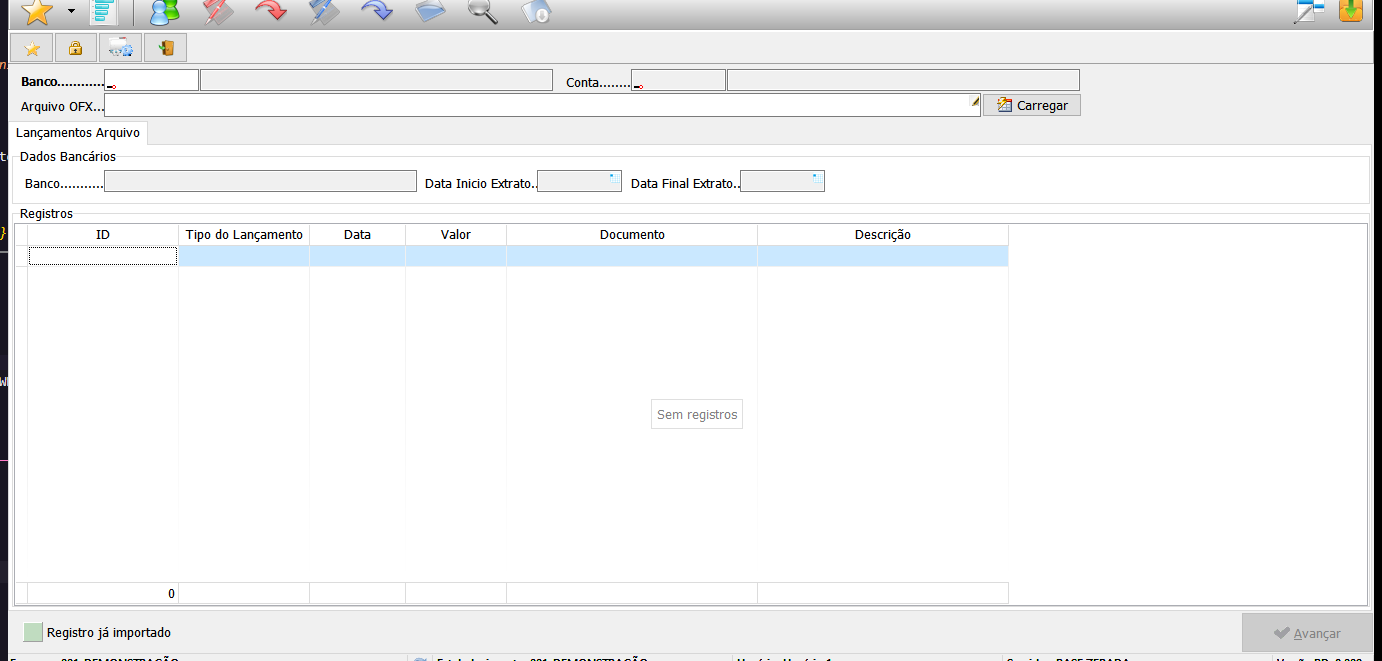 Banco............
Conta........
Arquivo OFX...
Carregar
Lançamentos Arquivo
Dados Bancários
Banco...........
Data Inicio Extrato..
Data Final Extrato..
Registros
ID Tipo do Lançamento Data Valor Documento Descrição
Sem registros
0
Registro já importado
Avançar